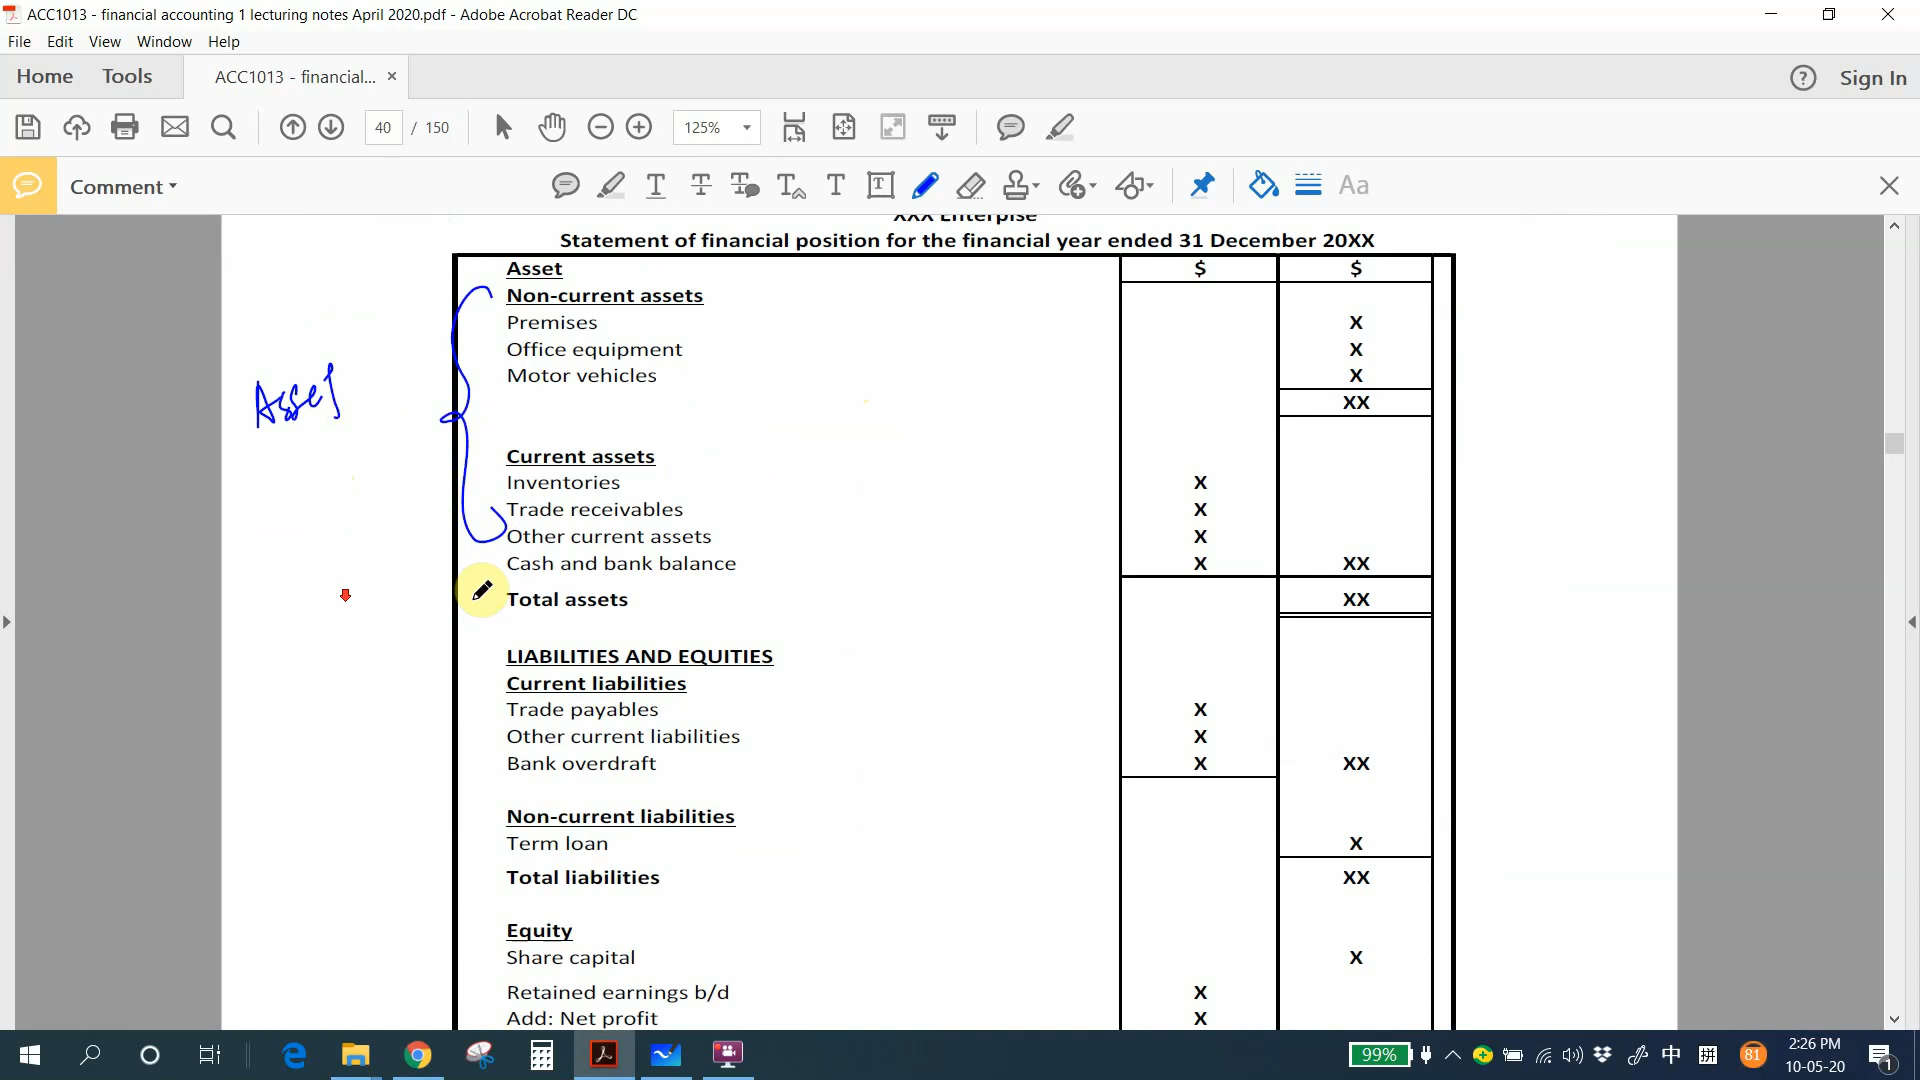 ACC1013 - financial accounting 1 lecturing notes April 2020.pdf - Adobe Acrobat Reader DC
File Edit View Window Help
Home Tools ACC1013 - financial... × Sign In
40 / 150 125%
Comment Aa
XXX Enterpise
Statement of financial position for the financial year ended 31 December 20XX
Asset $ $
Non-current assets
Premises X
Office equipment X
Motor vehicles X
Asset
XX
Current assets
Inventories X
Trade receivables X
Other current assets X
Cash and bank balance X XX
Total assets XX
LIABILITIES AND EQUITIES
Current liabilities
Trade payables X
Other current liabilities X
Bank overdraft X XX
Non-current liabilities
Term loan X
Total liabilities XX
Equity
Share capital X
Retained earnings b/d X
Add: Net profit X
99% 中 拼 81 2:26 PM
10-05-20 1